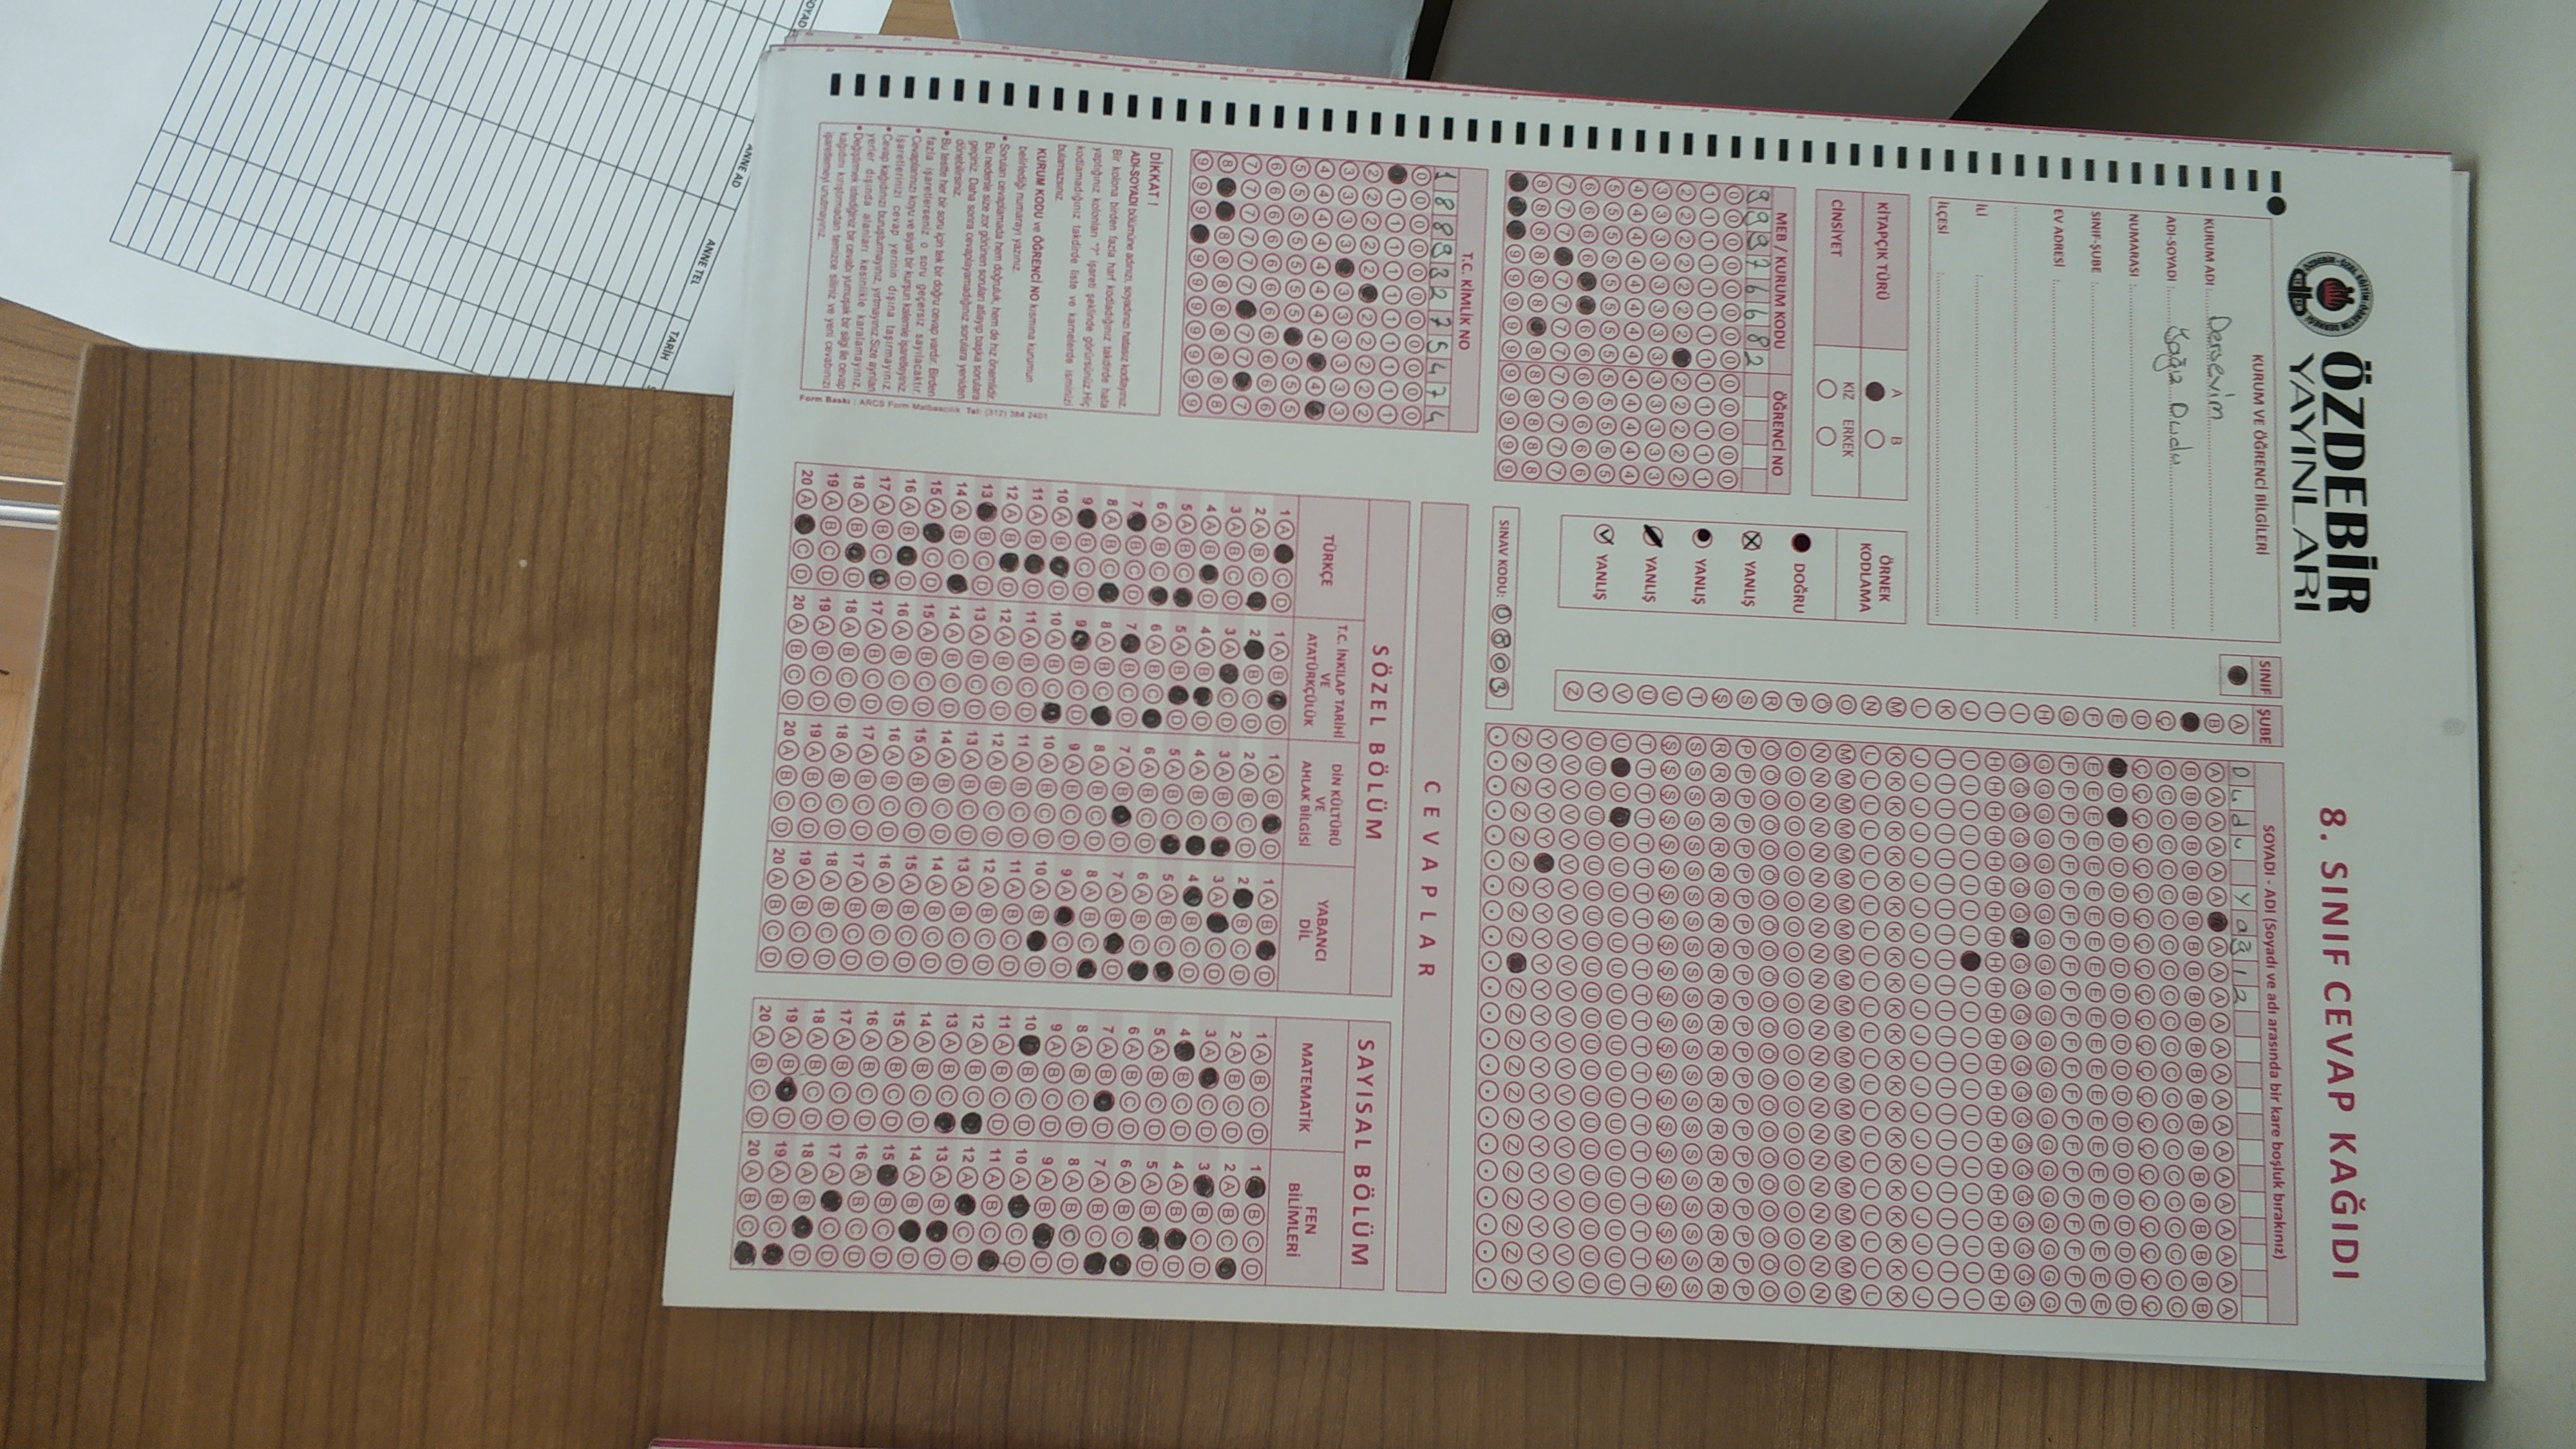 ÖZDEBİR
YAYINLARI
8. SINIF CEVAP KAĞIDI
KURUM VE ÖĞRENCİ BİLGİLERİ
KURUM ADI : Dersevim
ADI-SOYADI : Yağız Dudu
NUMARASI :
SINIF-ŞUBE :
EV ADRESİ :
İLİ :
İLÇESİ :
SINIF
ŞUBE
SOYADI - ADI (Soyadı ve adı arasında bir kare boşluk bırakınız)
Dudu Yağız
KİTAPÇIK TÜRÜ
A B
CİNSİYET
KIZ ERKEK
ÖRNEK
KODLAMA
DOĞRU
YANLIŞ
YANLIŞ
YANLIŞ
YANLIŞ
MEB / KURUM KODU
99976682
ÖĞRENCİ NO
SINAV KODU: 0803
T.C. KİMLİK NO
18893275474
DİKKAT !
ADI-SOYADI bölümüne adınızı, soyadınızı hatasız kodlayınız.
Bir kolona birden fazla harf kodladığınız takdirde hata
yaptığınız kolonları "?" işareti şeklinde görürsünüz.Hiç
kodlamadığınız takdirde liste ve karnelerde isminizi
bulamazsınız.
KURUM KODU ve ÖĞRENCİ NO kısmına kurumun
belirlediği numarayı yazınız.
• Soruları cevaplamada hem doğruluk, hem de hız önemlidir.
Bu nedenle size zor görünen soruları atlayıp başka sorulara
geçiniz. Daha sonra cevaplayamadığınız sorulara yeniden
dönebilirsiniz.
• Bu testte her bir soru için tek bir doğru cevap vardır. Birden
fazla işaretlerseniz o soru geçersiz sayılacaktır.
• Cevaplarınızı koyu ve siyah bir kurşun kalemle işaretleyiniz.
İşaretlerinizi cevap yerinin dışına taşırmayınız.
• Cevap kağıdınızı buruşturmayınız, yırtmayınız.Size ayrılan
yerler dışında alanları kesinlikle karalamayınız.
• Değiştirmek istediğiniz bir cevabı yumuşak bir silgi ile cevap
kağıdını kırıştırmadan temizce siliniz ve yeni cevabınızı
işaretlemeyi unutmayınız.
Form Baskı : ARCS Form Matbaacılık Tel: (312) 384 2401
CEVAPLAR
SÖZEL BÖLÜM
SAYISAL BÖLÜM
TÜRKÇE
T.C. İNKILAP TARİHİ
VE
ATATÜRKÇÜLÜK
DİN KÜLTÜRÜ
VE
AHLAK BİLGİSİ
YABANCI
DİL
MATEMATİK
FEN
BİLİMLERİ
ANNE AD
ANNE TEL
TARİH